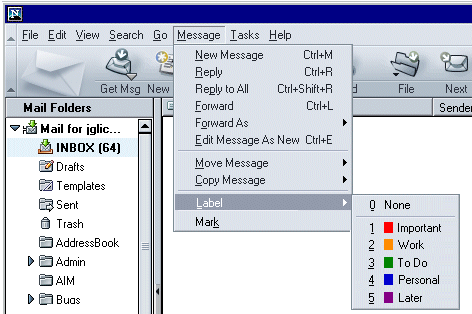 N
File Edit View Search Go Message Tasks Help
Get Msg New
File Next
New Message Ctrl+M
Reply Ctrl+R
Reply to All Ctrl+Shift+R
Forward Ctrl+L
Forward As
Edit Message As New Ctrl+E
Move Message
Copy Message
Label
Mark
0 None
1 Important
2 Work
3 To Do
4 Personal
5 Later
Mail Folders
Sender
Mail for jglic...
INBOX (64)
Drafts
Templates
Sent
Trash
AddressBook
Admin
AIM
Bugs